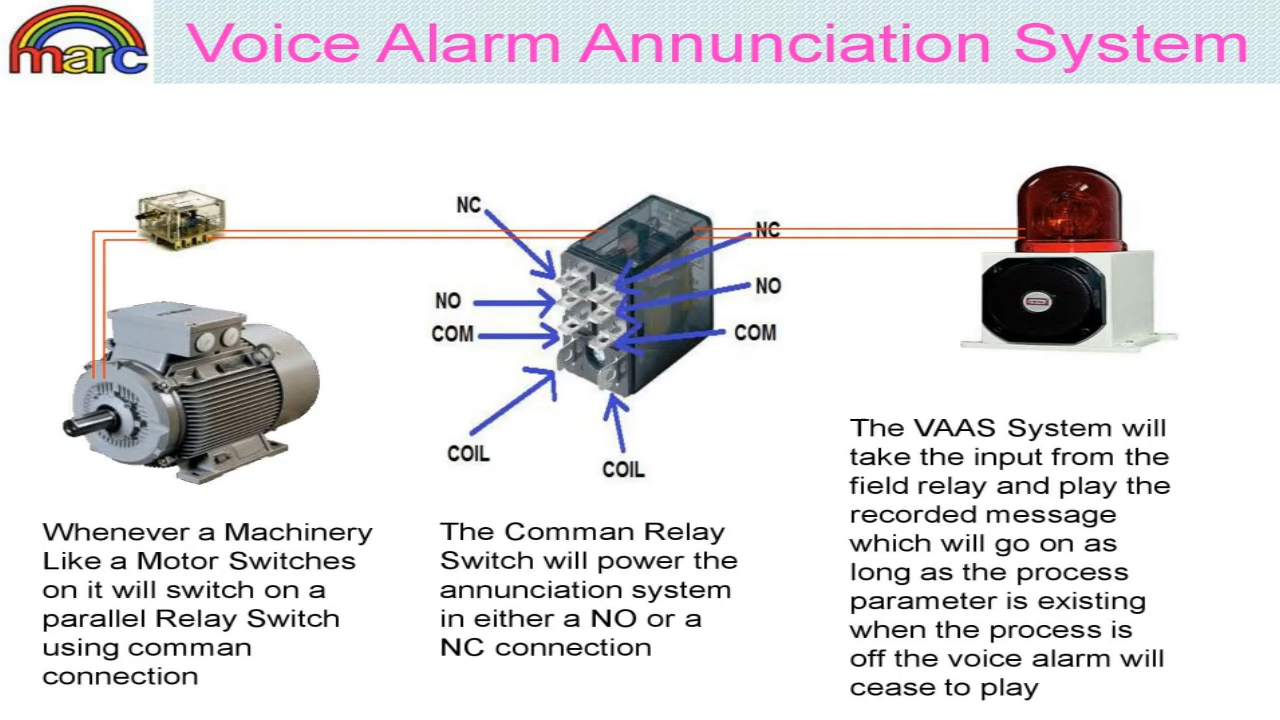 marc
Voice Alarm Annunciation System
NC
NC
NO
NO
COM
COM
COIL
COIL
Whenever a Machinery
Like a Motor Switches
on it will switch on a
parallel Relay Switch
using comman
connection
The Comman Relay
Switch will power the
annunciation system
in either a NO or a
NC connection
The VAAS System will
take the input from the
field relay and play the
recorded message
which will go on as
long as the process
parameter is existing
when the process is
off the voice alarm will
cease to play